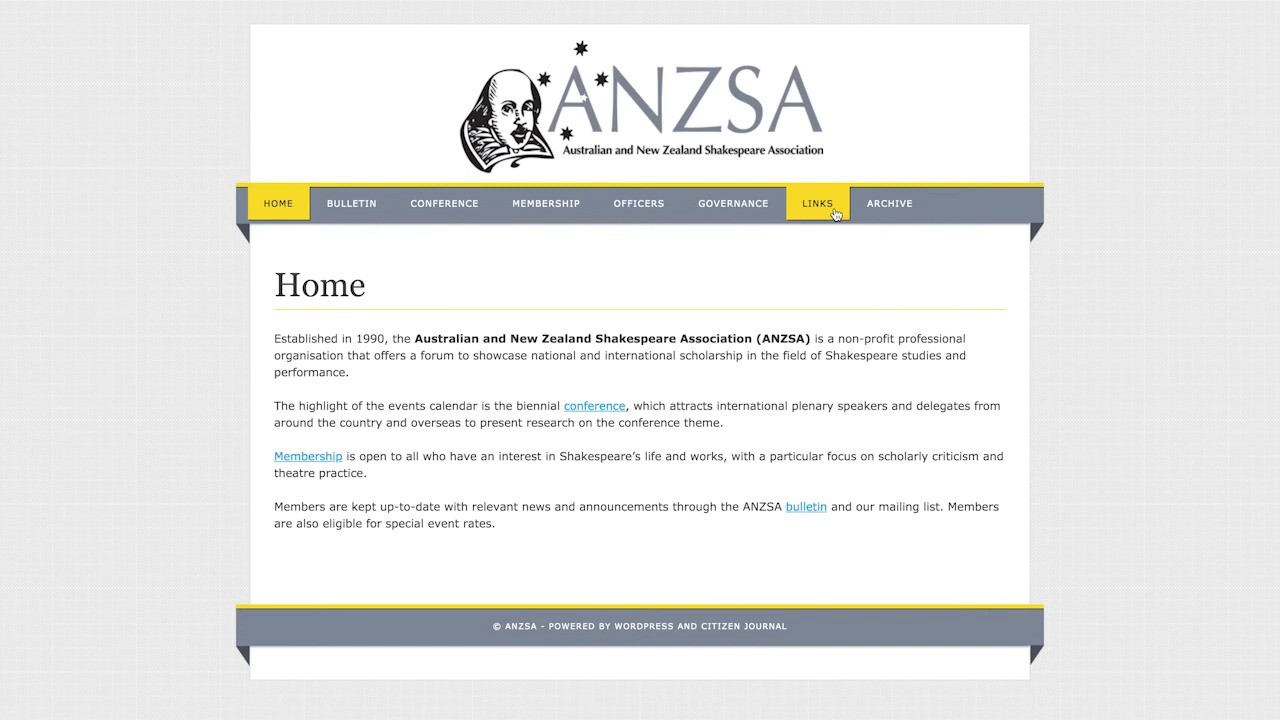 ANZSA
Australian and New Zealand Shakespeare Association
HOME BULLETIN CONFERENCE MEMBERSHIP OFFICERS GOVERNANCE LINKS ARCHIVE
Home
Established in 1990, the Australian and New Zealand Shakespeare Association (ANZSA) is a non-profit professional
organisation that offers a forum to showcase national and international scholarship in the field of Shakespeare studies and
performance.
The highlight of the events calendar is the biennial conference, which attracts international plenary speakers and delegates from
around the country and overseas to present research on the conference theme.
Membership is open to all who have an interest in Shakespeare’s life and works, with a particular focus on scholarly criticism and
theatre practice.
Members are kept up-to-date with relevant news and announcements through the ANZSA bulletin and our mailing list. Members
are also eligible for special event rates.
© ANZSA - POWERED BY WORDPRESS AND CITIZEN JOURNAL